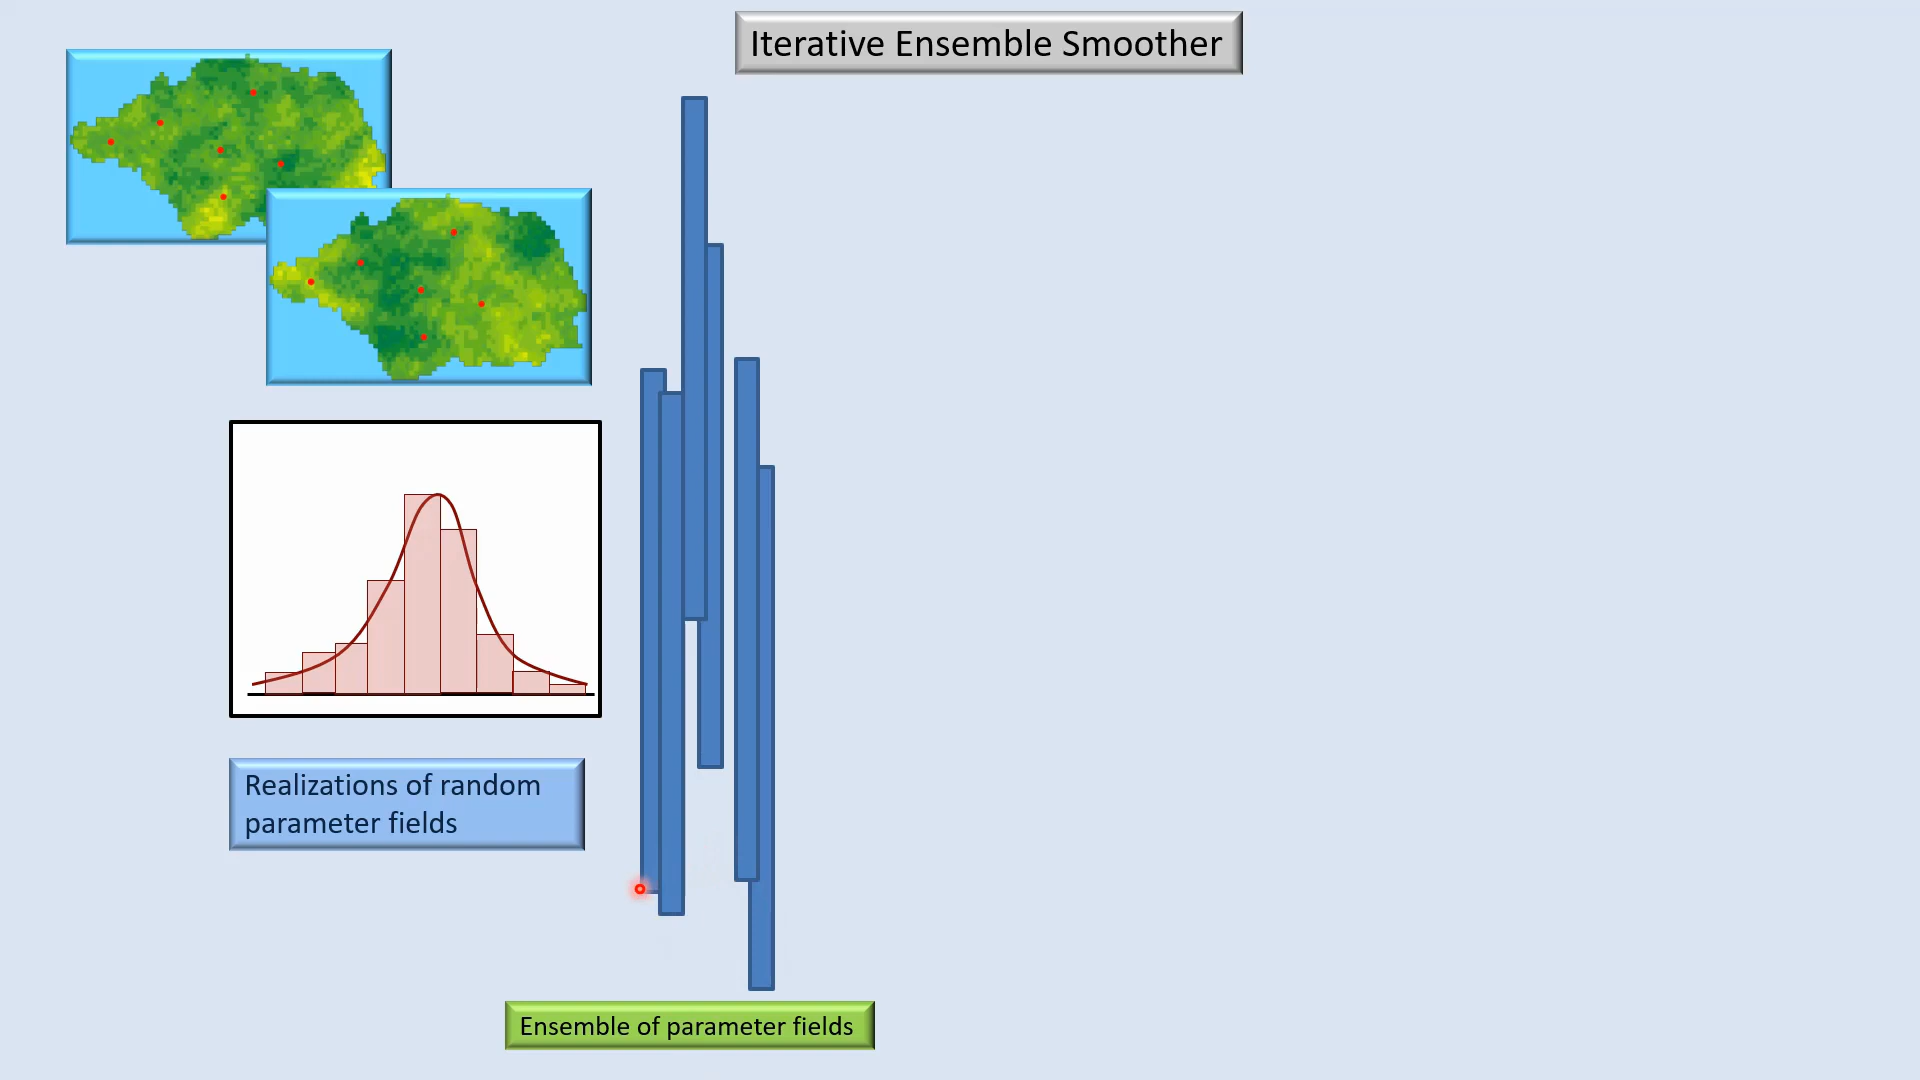 Iterative Ensemble Smoother
Realizations of random
parameter fields
Ensemble of parameter fields